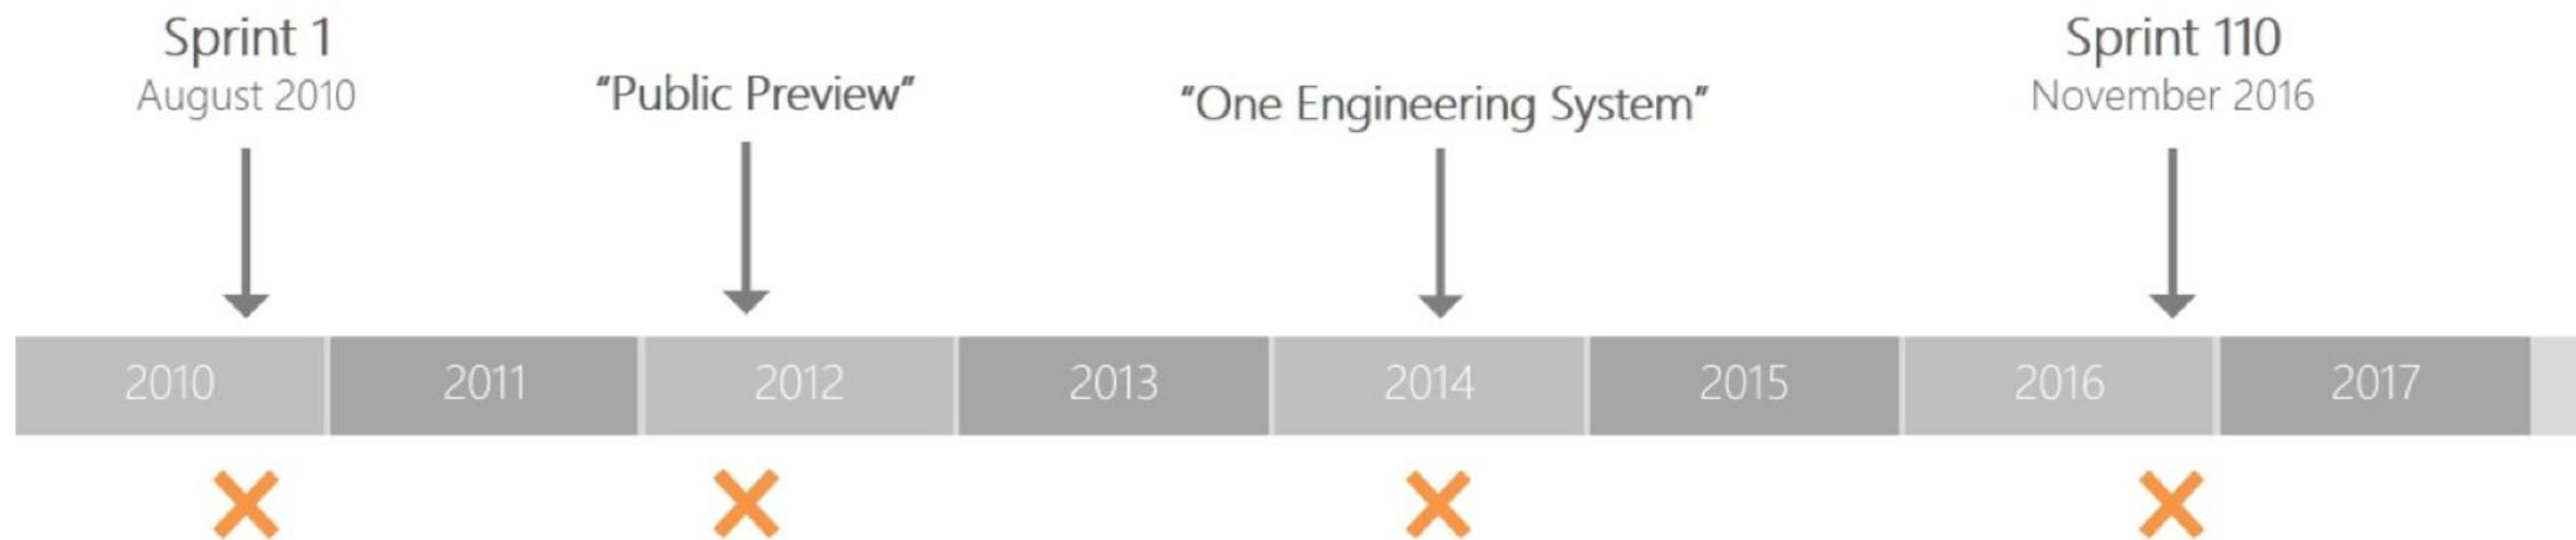 Sprint 1
August 2010
“Public Preview”
“One Engineering System”
Sprint 110
November 2016
2010
2011
2012
2013
2014
2015
2016
2017